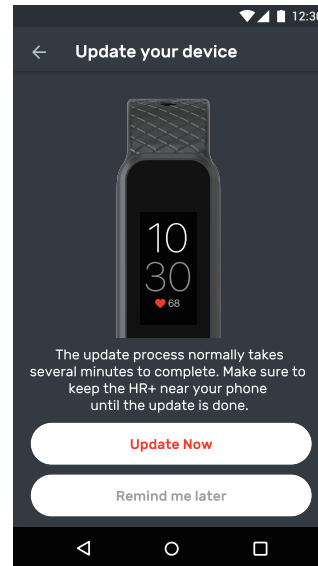 12:30
Update your device
10
30
68
The update process normally takes
several minutes to complete. Make sure to
keep the HR+ near your phone
until the update is done.
Update Now
Remind me later